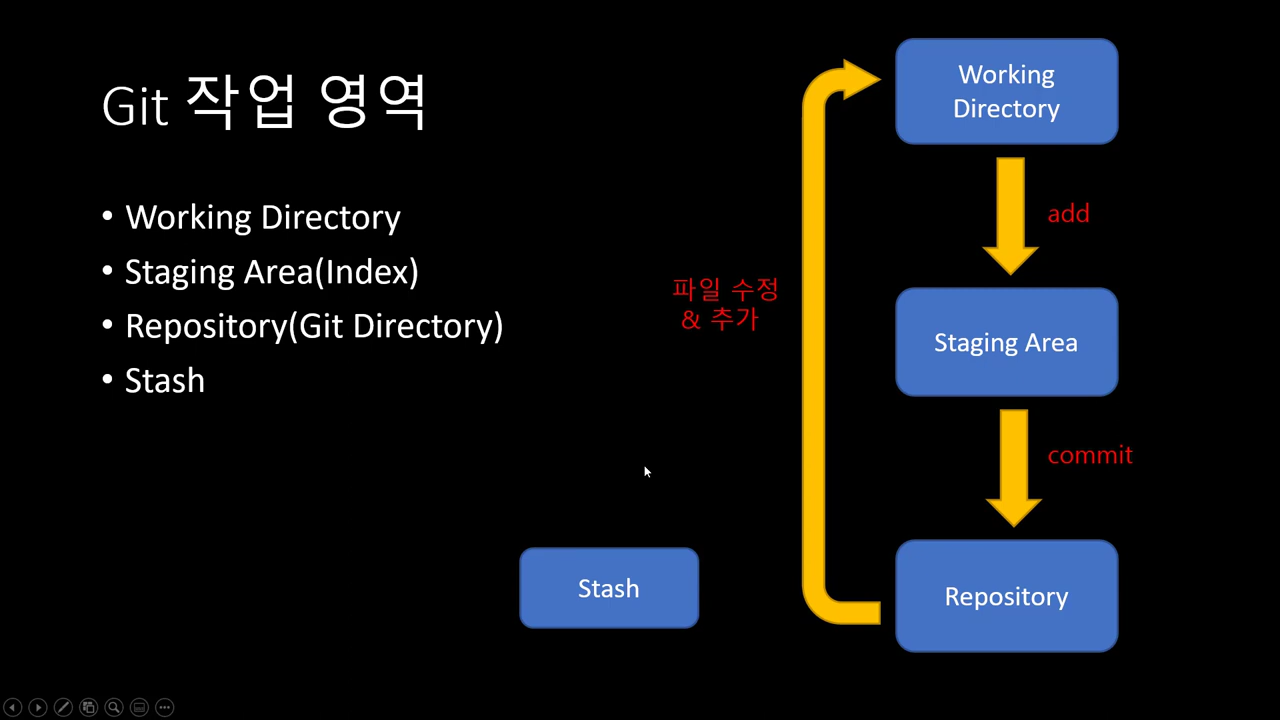 Git 작업 영역
• Working Directory
• Staging Area(Index)
• Repository(Git Directory)
• Stash
Working
Directory
add
파일 수정
& 추가
Staging Area
commit
Stash
Repository